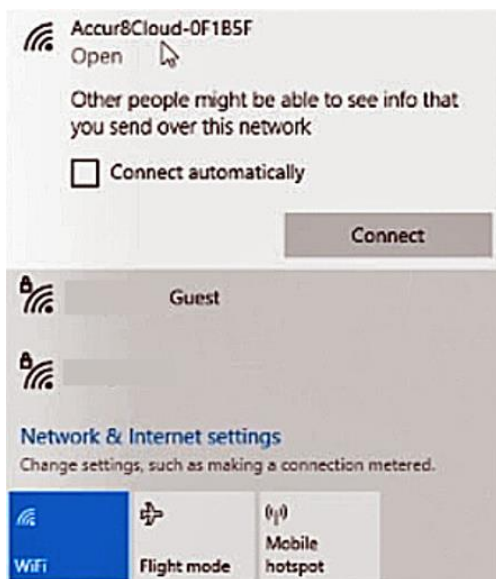 Accur8Cloud-0F1B5F
Open
Other people might be able to see info that
you send over this network
Connect automatically
Connect
Guest
Network & Internet settings
Change settings, such as making a connection metered.
WiFi
Flight mode
Mobile
hotspot